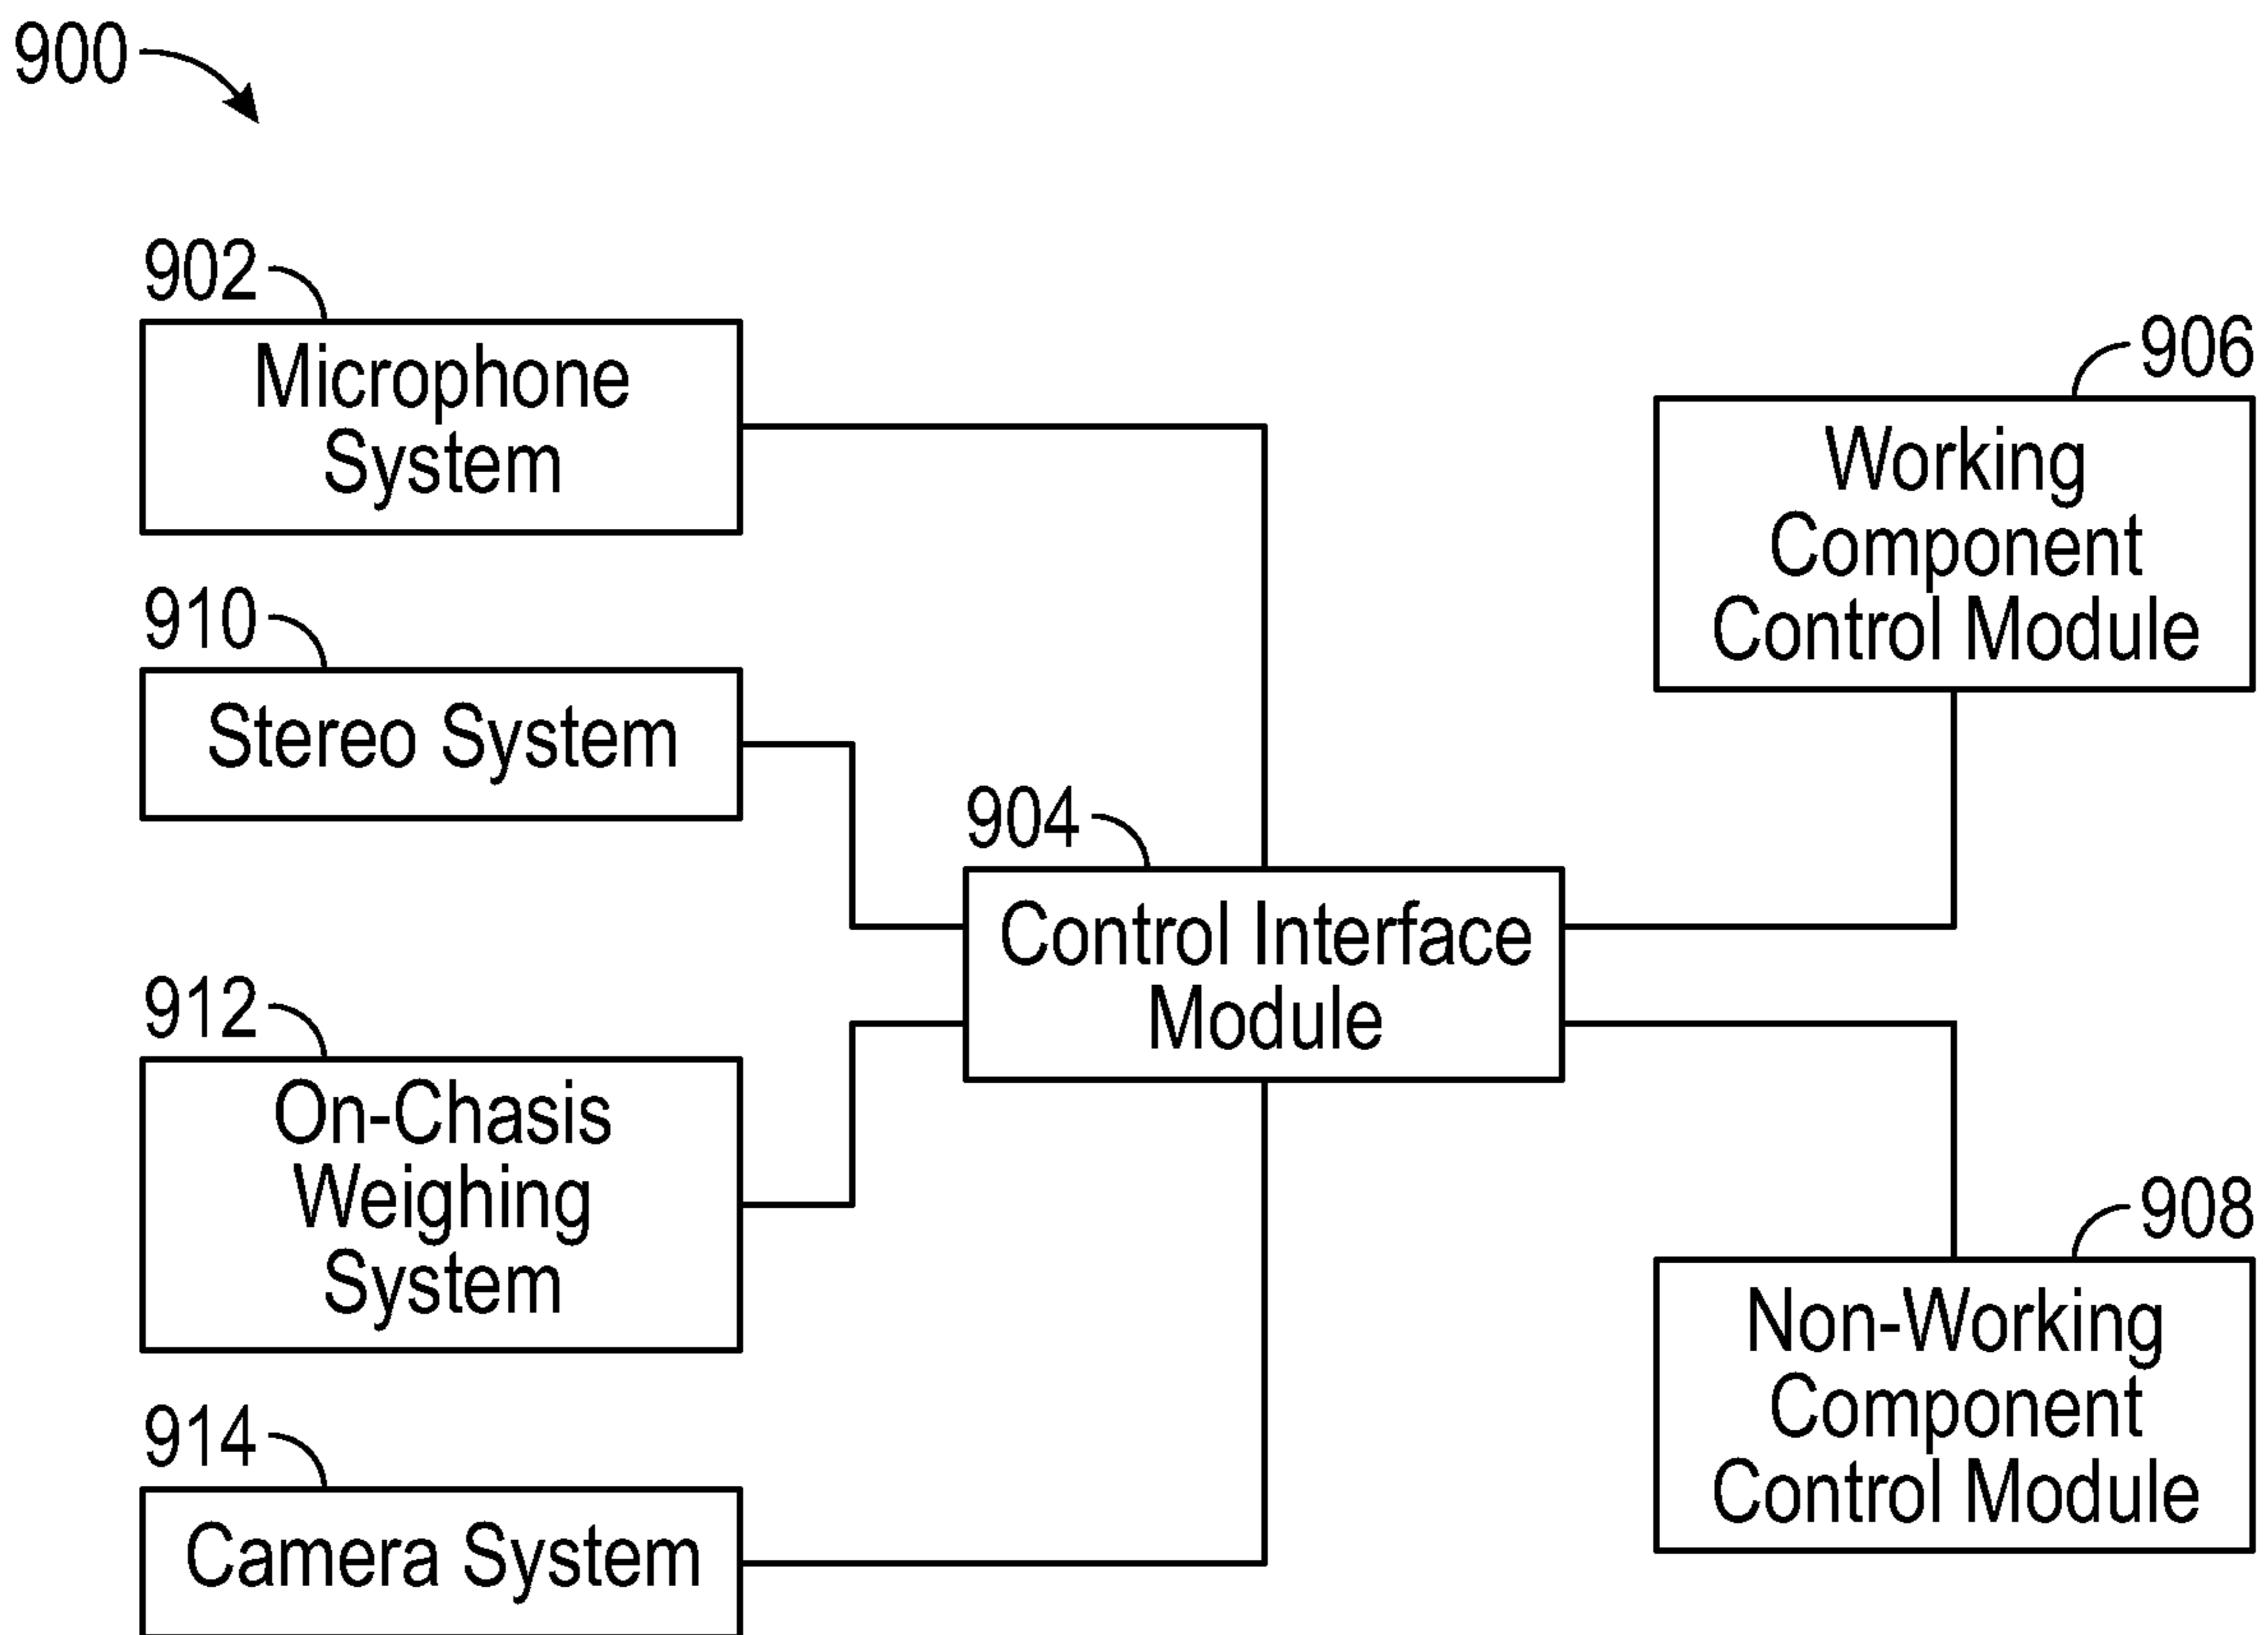 900
902
Microphone
System
906
Working
Component
Control Module
910
Stereo System
904
Control Interface
Module
912
On-Chasis
Weighing
System
908
Non-Working
Component
Control Module
914
Camera System